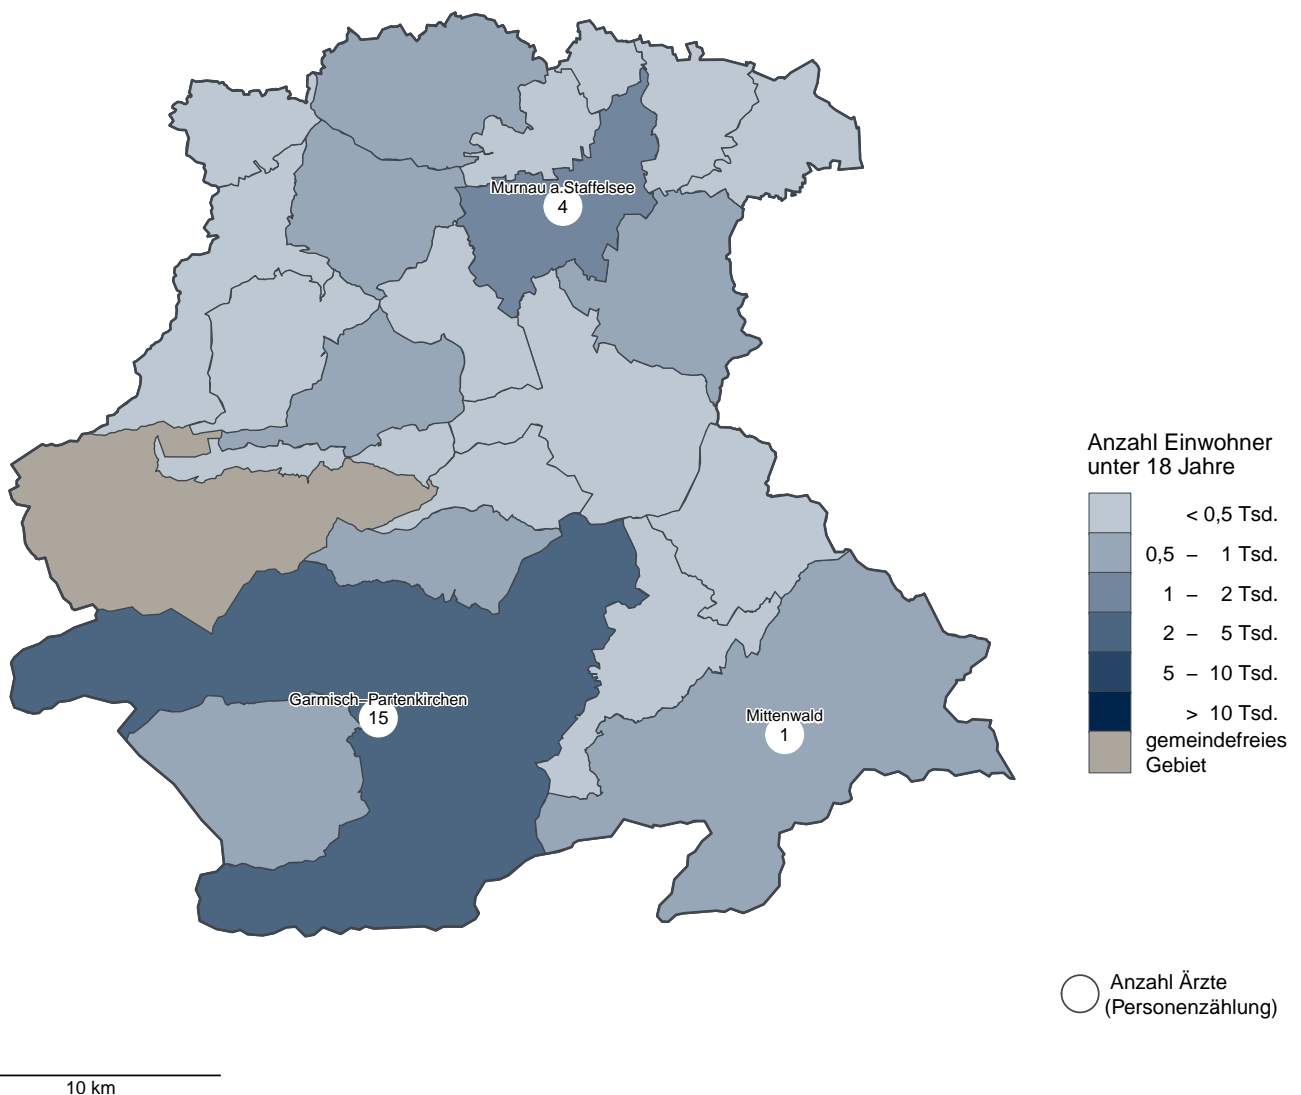 Murnau a.Staffelsee
4
Garmisch−Partenkirchen
15
Mittenwald
1
Anzahl Einwohner
unter 18 Jahre
< 0,5 Tsd.
0,5 − 1 Tsd.
1 − 2 Tsd.
2 − 5 Tsd.
5 − 10 Tsd.
> 10 Tsd.
gemeindefreies
Gebiet
Anzahl Ärzte
(Personenzählung)
10 km